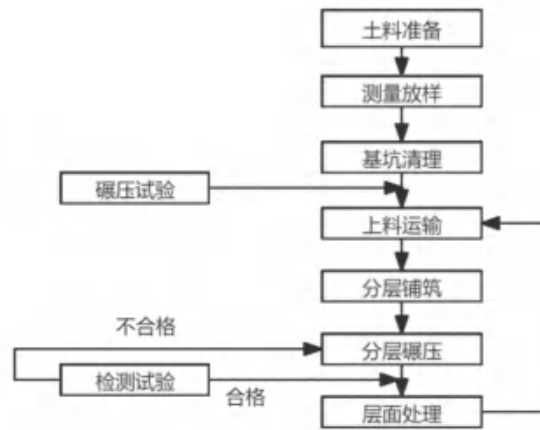 土料准备
测量放样
基坑清理
碾压试验
上料运输
分层铺筑
不合格
分层碾压
检测试验
合格
层面处理